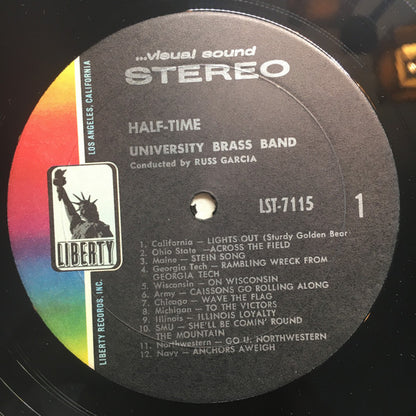 ...visual sound
STEREO
HALF-TIME
UNIVERSITY BRASS BAND
Conducted by RUSS GARCIA
LST-7115
1
LIBERTY
LOS ANGELES, CALIFORNIA
LIBERTY RECORDS, INC.
1. California — LIGHTS OUT (Sturdy Golden Bear
2. Ohio State —ACROSS THE FIELD
3. Maine — STEIN SONG
4. Georgia Tech — RAMBLING WRECK FROM
GEORGIA TECH
5. Wisconsin — ON WISCONSIN
6. Army — CAISSONS GO ROLLING ALONG
7. Chicago — WAVE THE FLAG
8. Michigan — TO THE VICTORS
9. Illinois — ILLINOIS LOYALTY
10. SMU — SHE'LL BE COMIN' ROUND
THE MOUNTAIN
11. Northwestern — GO U. NORTHWESTERN
12. Navy — ANCHORS AWEIGH